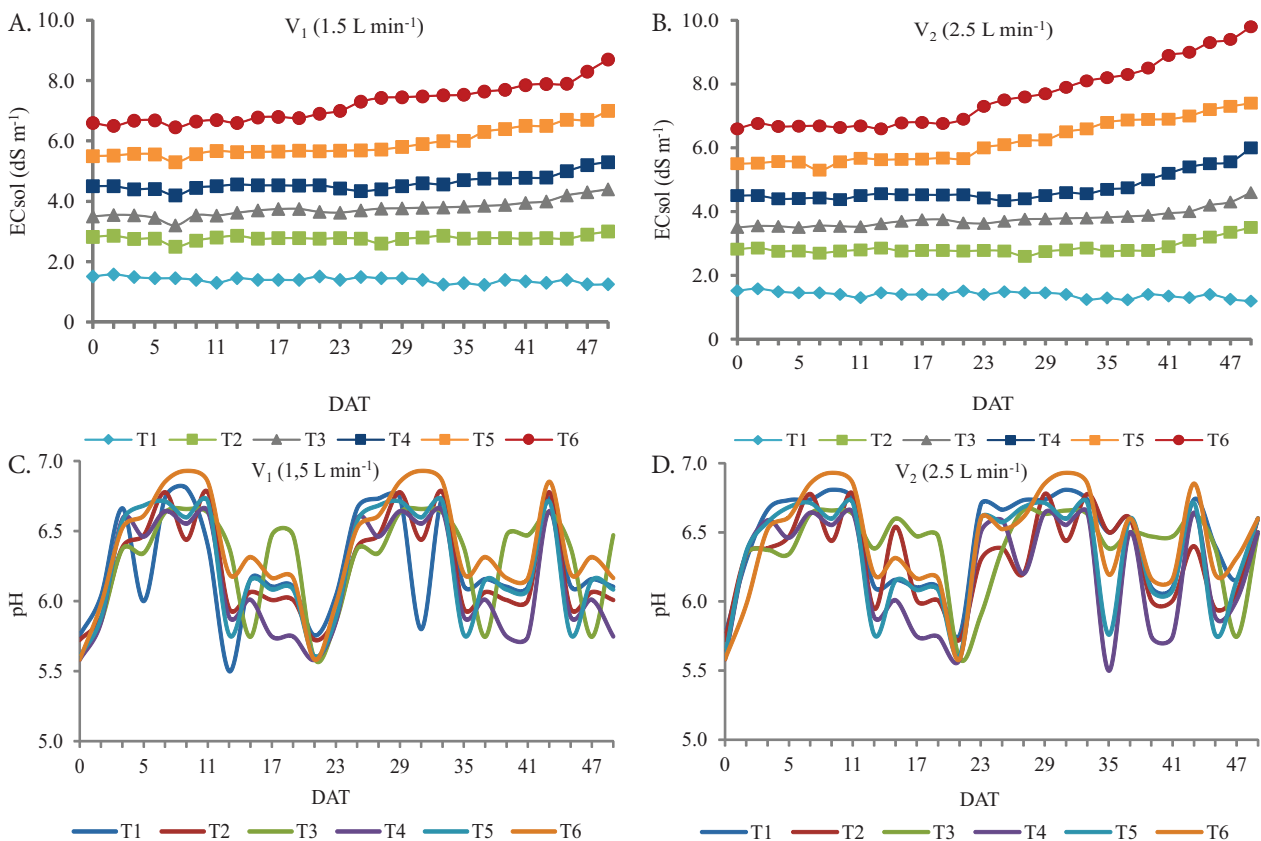 A.
V1 (1.5 L min-1)
ECsol (dS m-1)
10.0
8.0
6.0
4.0
2.0
0
0 5 11 17 23 29 35 41 47
DAT
T1 T2 T3 T4 T5 T6
B.
V2 (2.5 L min-1)
ECsol (dS m-1)
10.0
8.0
6.0
4.0
2.0
0
0 5 11 17 23 29 35 41 47
DAT
T1 T2 T3 T4 T5 T6
C.
V1 (1,5 L min-1)
pH
7.0
6.5
6.0
5.5
5.0
0 5 11 17 23 29 35 41 47
DAT
T1 T2 T3 T4 T5 T6
D.
V2 (2.5 L min-1)
pH
7.0
6.5
6.0
5.5
5.0
0 5 11 17 23 29 35 41 47
DAT
T1 T2 T3 T4 T5 T6